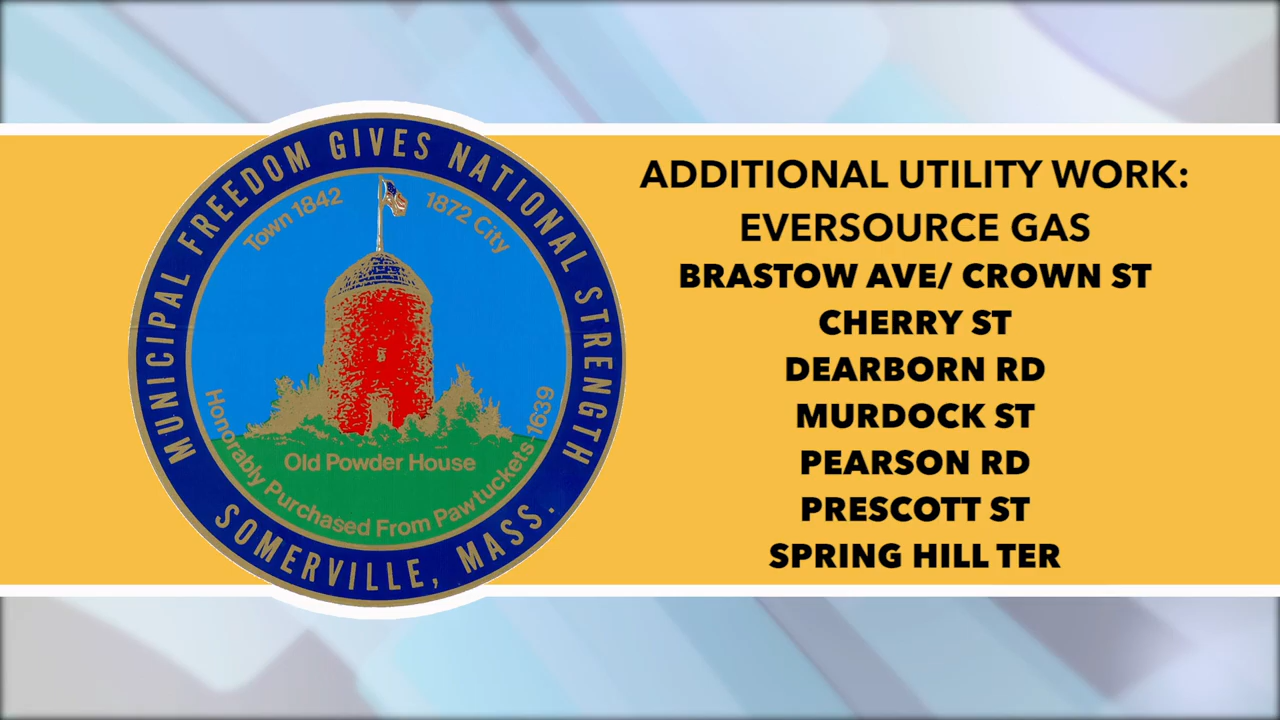 MUNICIPAL FREEDOM GIVES NATIONAL STRENGTH
Town 1842
1872 City
Old Powder House
Honorably Purchased From Pawtuckets 1639
SOMERVILLE, MASS.
ADDITIONAL UTILITY WORK:
EVERSOURCE GAS
BRASTOW AVE/ CROWN ST
CHERRY ST
DEARBORN RD
MURDOCK ST
PEARSON RD
PRESCOTT ST
SPRING HILL TER